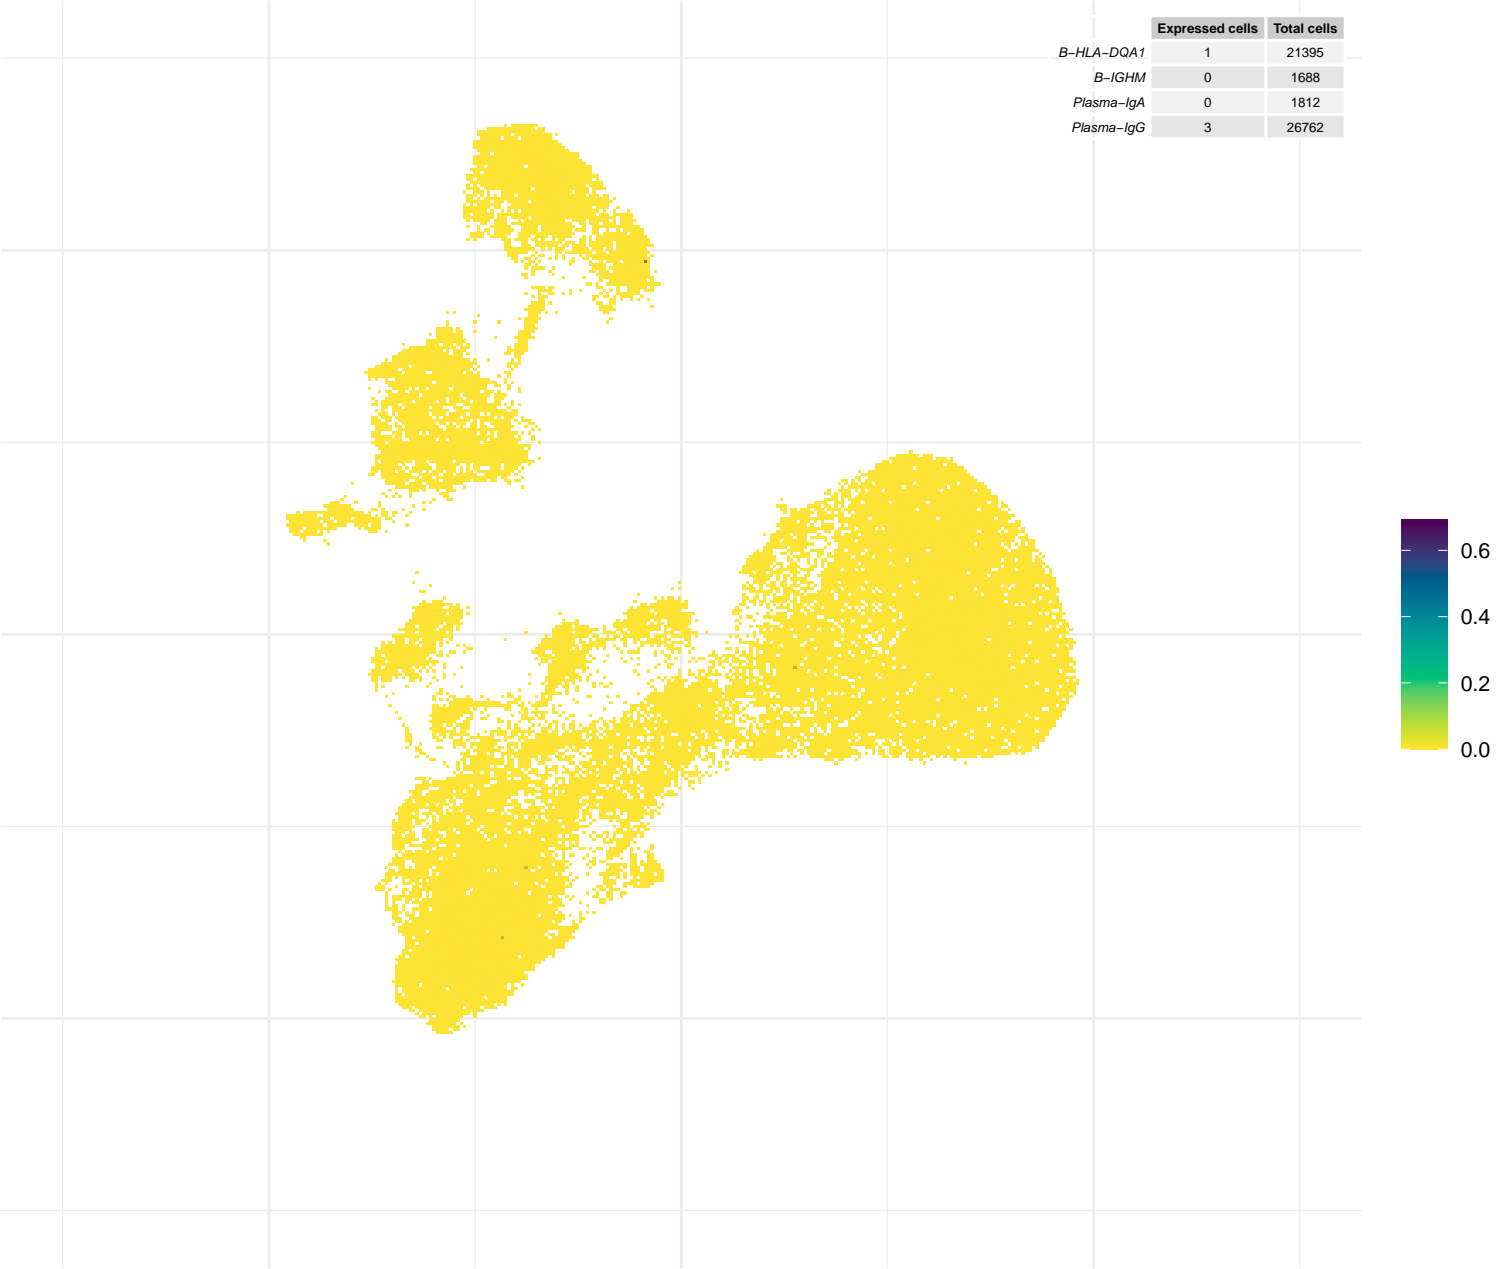 Expressed cells Total cells
B−HLA−DQA1 1 21395
B−IGHM 0 1688
Plasma−IgA 0 1812
Plasma−IgG 3 26762
0.6
0.4
0.2
0.0